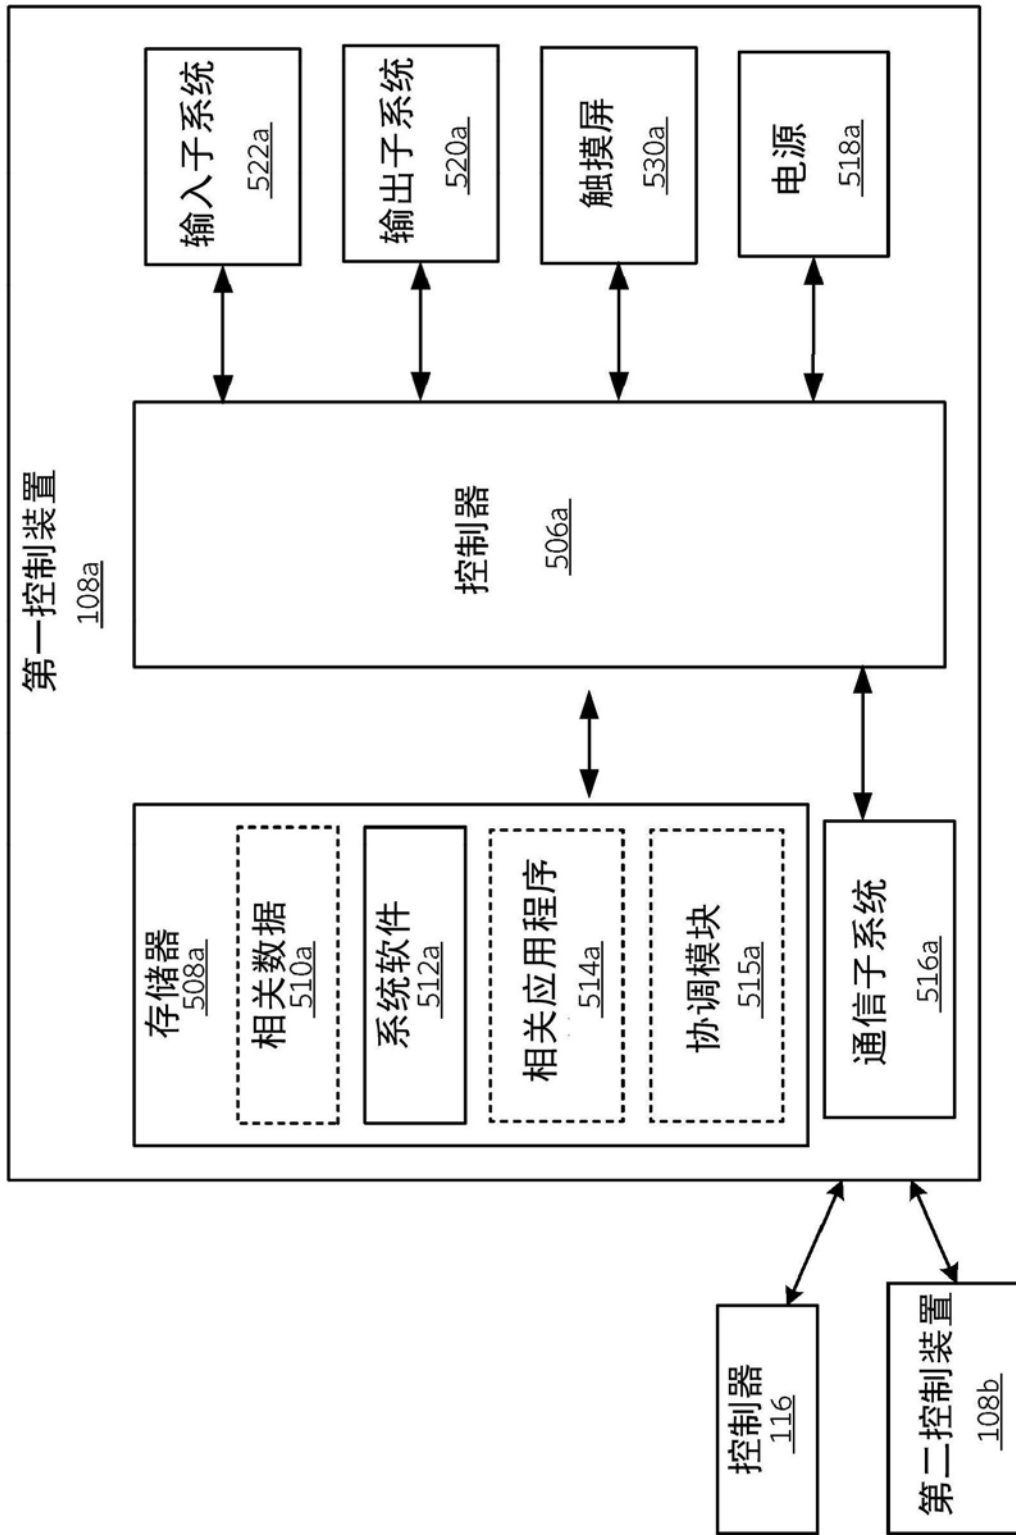 第一控制装置
108a
存储器
508a
相关数据
510a
系统软件
512a
相关应用程序
514a
协调模块
515a
通信子系统
516a
控制器
506a
输入子系统
522a
输出子系统
520a
触摸屏
530a
电源
518a
控制器
116
第二控制装置
108b